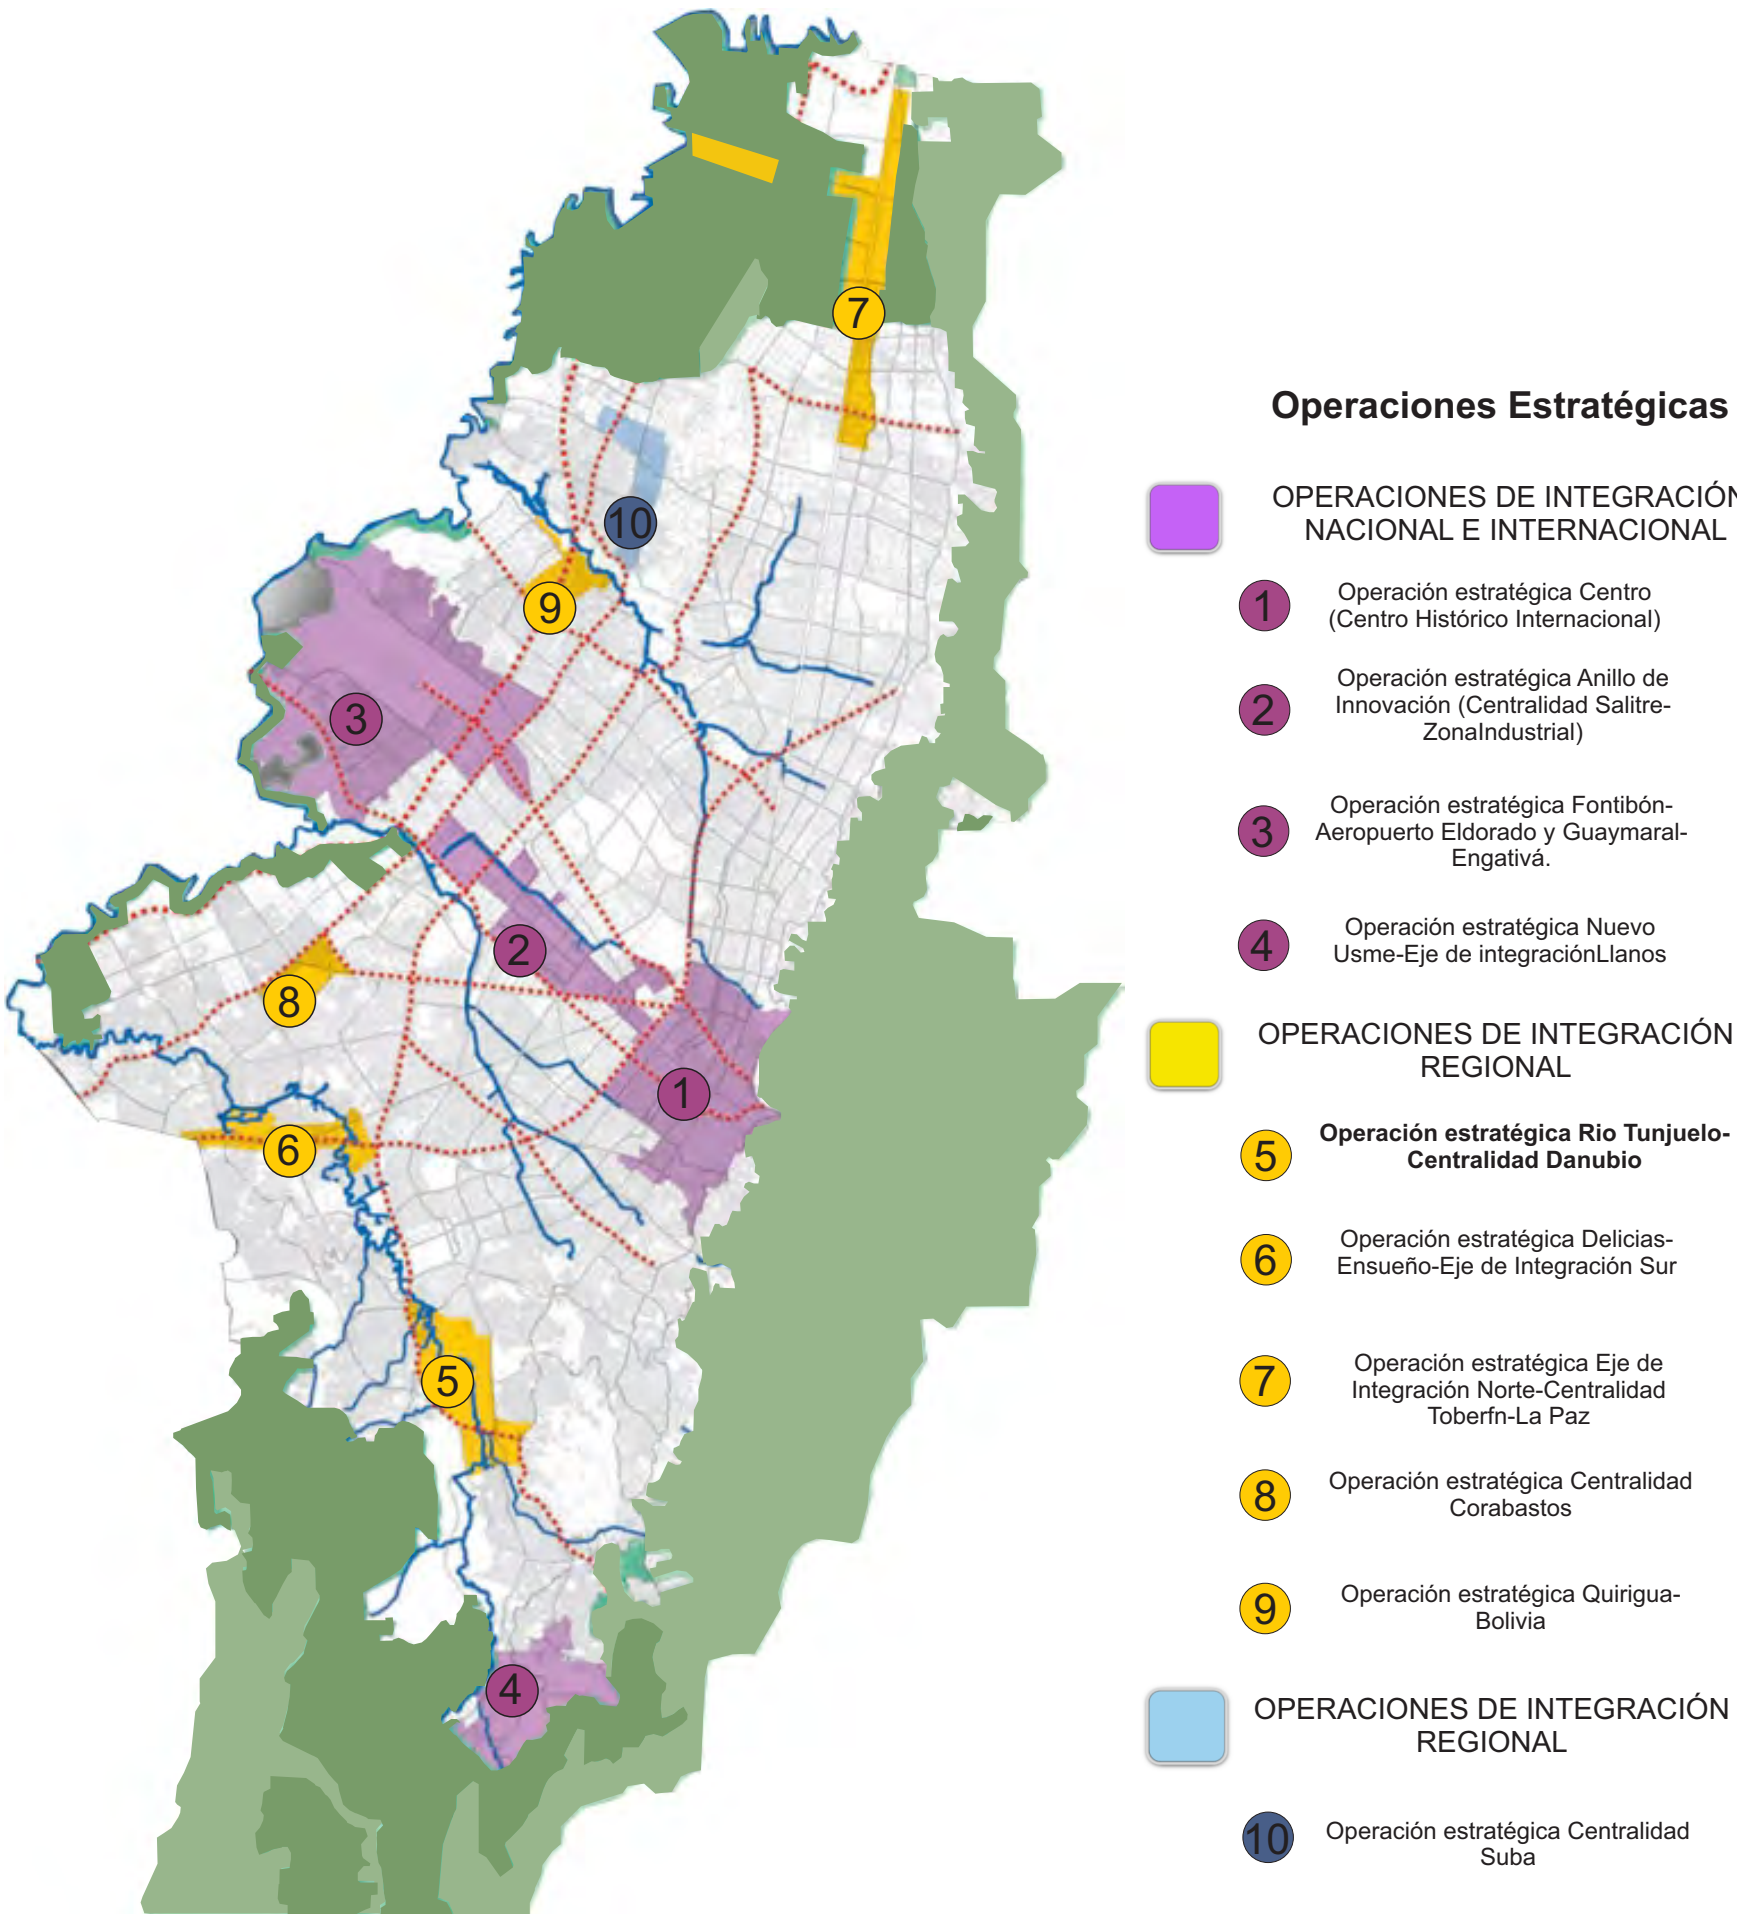 7
10
9
3
2
8
1
6
5
4
Operaciones Estratégicas
OPERACIONES DE INTEGRACIÓN
NACIONAL E INTERNACIONAL
1
Operación estratégica Centro
(Centro Histórico Internacional)
2
Operación estratégica Anillo de
Innovación (Centralidad Salitre-
ZonaIndustrial)
3
Operación estratégica Fontibón-
Aeropuerto Eldorado y Guaymaral-
Engativá.
4
Operación estratégica Nuevo
Usme-Eje de integraciónLlanos
OPERACIONES DE INTEGRACIÓN
REGIONAL
5
Operación estratégica Rio Tunjuelo-
Centralidad Danubio
6
Operación estratégica Delicias-
Ensueño-Eje de Integración Sur
7
Operación estratégica Eje de
Integración Norte-Centralidad
Toberfn-La Paz
8
Operación estratégica Centralidad
Corabastos
9
Operación estratégica Quirigua-
Bolivia
OPERACIONES DE INTEGRACIÓN
REGIONAL
10
Operación estratégica Centralidad
Suba